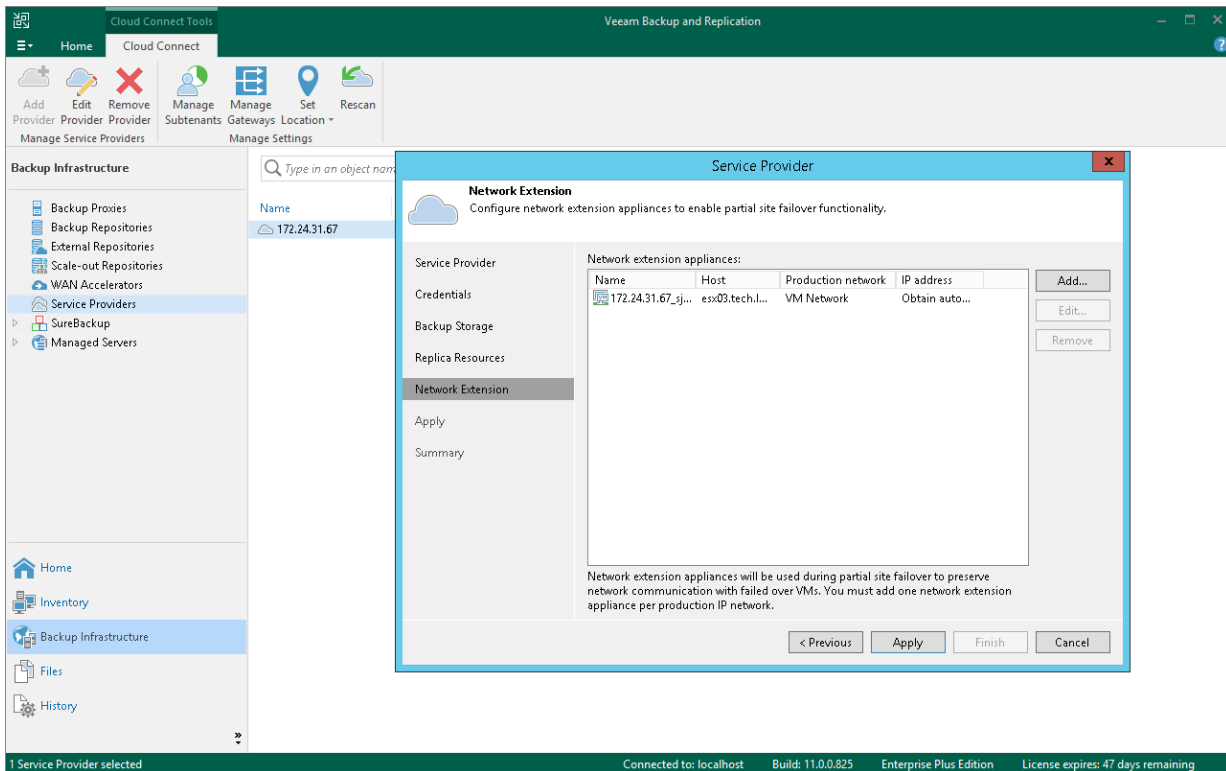 Cloud Connect Tools
Veeam Backup and Replication
Home
Cloud Connect
?
Add Provider
Edit Provider
Remove Provider
Manage Subtenants
Manage Gateways
Set Location
Rescan
Manage Service Providers
Manage Settings
Backup Infrastructure
Backup Proxies
Backup Repositories
External Repositories
Scale-out Repositories
WAN Accelerators
Service Providers
SureBackup
Managed Servers
Home
Inventory
Backup Infrastructure
Files
History
Type in an object nam
Name
172.24.31.67
Service Provider
x
Network Extension
Configure network extension appliances to enable partial site failover functionality.
Service Provider
Credentials
Backup Storage
Replica Resources
Network Extension
Apply
Summary
Network extension appliances:
Name Host Production network IP address
172.24.31.67_sj... esx03.tech.l... VM Network Obtain auto...
Add...
Edit...
Remove
Network extension appliances will be used during partial site failover to preserve
network communication with failed over VMs. You must add one network extension
appliance per production IP network.
< Previous Apply Finish Cancel
1 Service Provider selected
Connected to: localhost Build: 11.0.0.825 Enterprise Plus Edition License expires: 47 days remaining